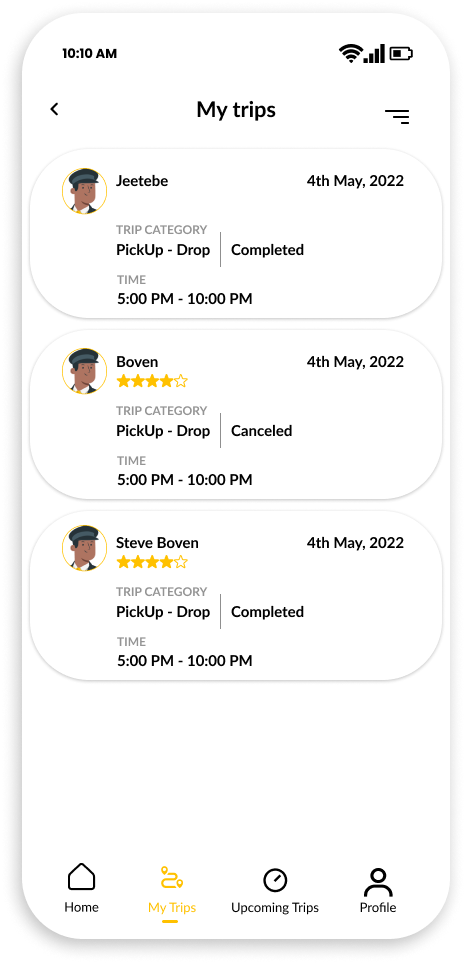 10:10 AM
My trips
Jeetebe 4th May, 2022
TRIP CATEGORY
PickUp - Drop Completed
TIME
5:00 PM - 10:00 PM
Boven 4th May, 2022
TRIP CATEGORY
PickUp - Drop Canceled
TIME
5:00 PM - 10:00 PM
Steve Boven 4th May, 2022
TRIP CATEGORY
PickUp - Drop Completed
TIME
5:00 PM - 10:00 PM
Home My Trips Upcoming Trips Profile